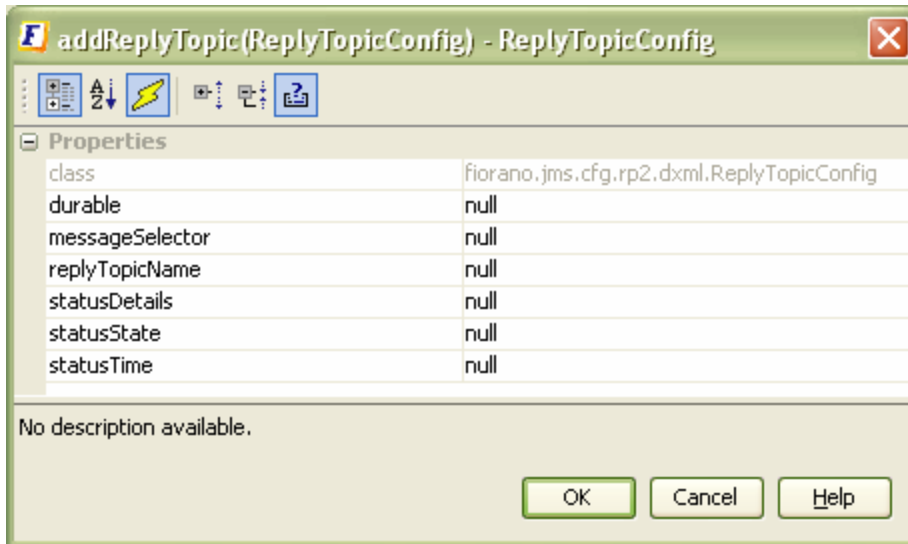 F addReplyTopic(ReplyTopicConfig) - ReplyTopicConfig
A Z
Properties
class fiorano.jms.cfg.rp2.dxml.ReplyTopicConfig
durable null
messageSelector null
replyTopicName null
statusDetails null
statusState null
statusTime null
No description available.
OK Cancel Help